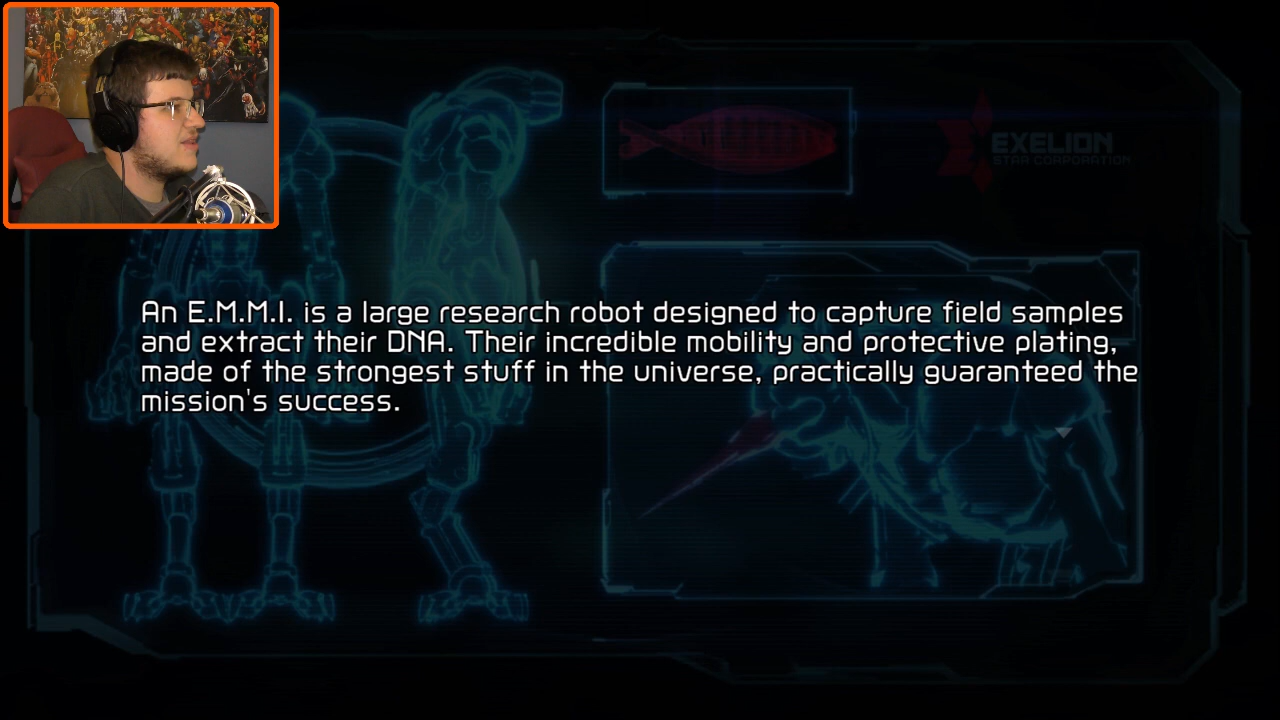 EXELION
STAR CORPORATION
An E.M.M.I. is a large research robot designed to capture field samples
and extract their DNA. Their incredible mobility and protective plating,
made of the strongest stuff in the universe, practically guaranteed the
mission's success.